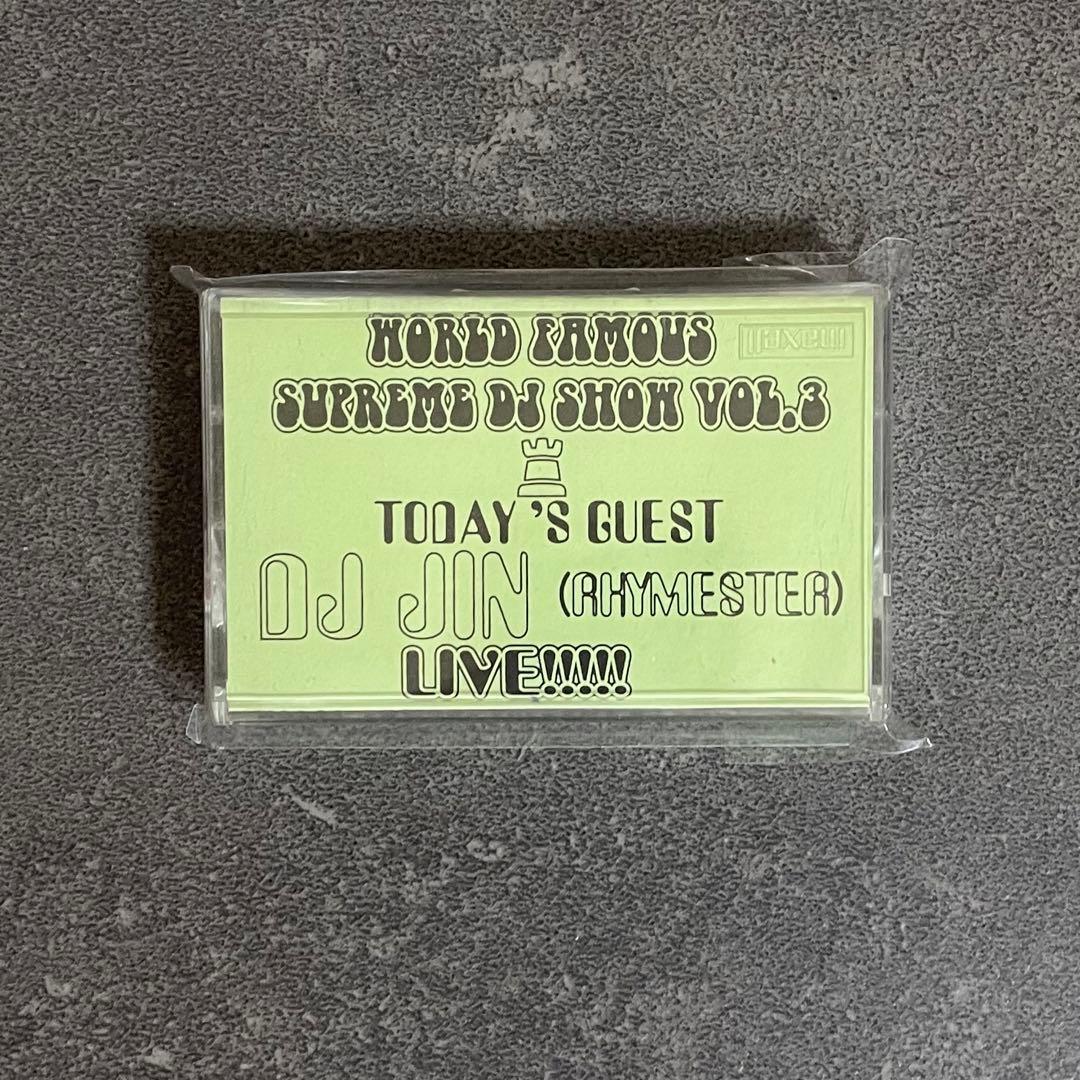 WORLD FAMOUS
maxell
SUPREME DJ SHOW VOL.3
TODAY'S GUEST
DJ JIN (RHYMESTER)
LIVE!!!!!!